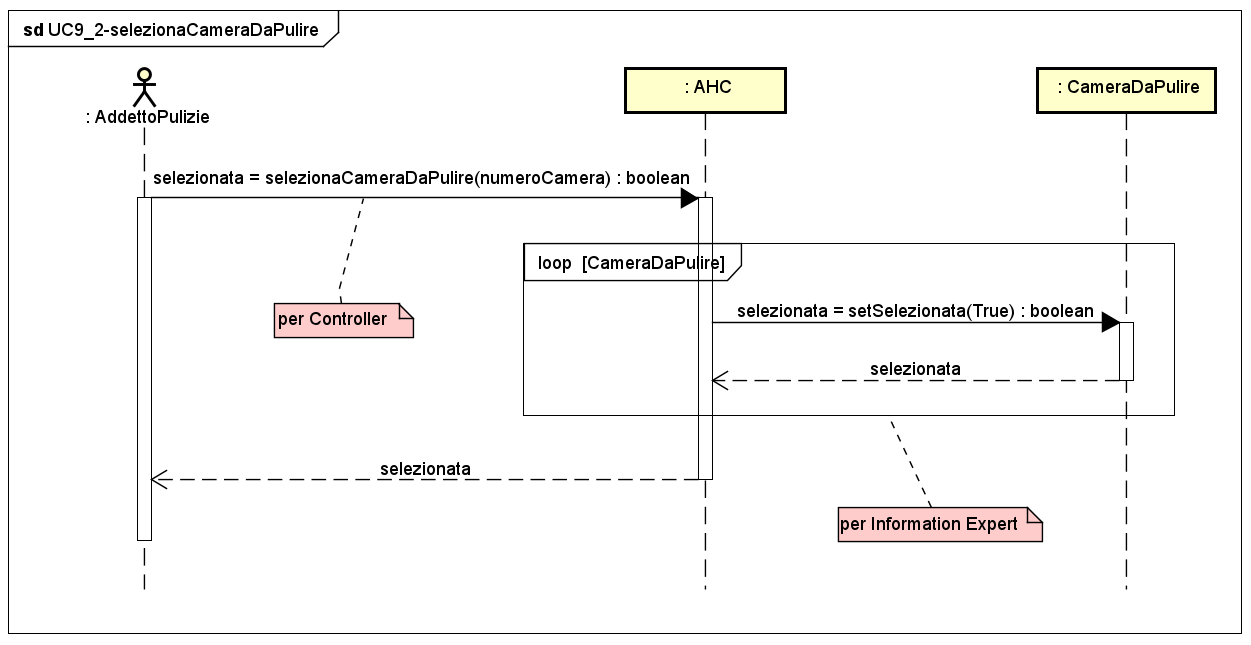 sd UC9_2-selezionaCameraDaPulire
: AddettoPulizie
: AHC
: CameraDaPulire
selezionata = selezionaCameraDaPulire(numeroCamera) : boolean
loop [CameraDaPulire]
per Controller
selezionata = setSelezionata(True) : boolean
selezionata
selezionata
per Information Expert